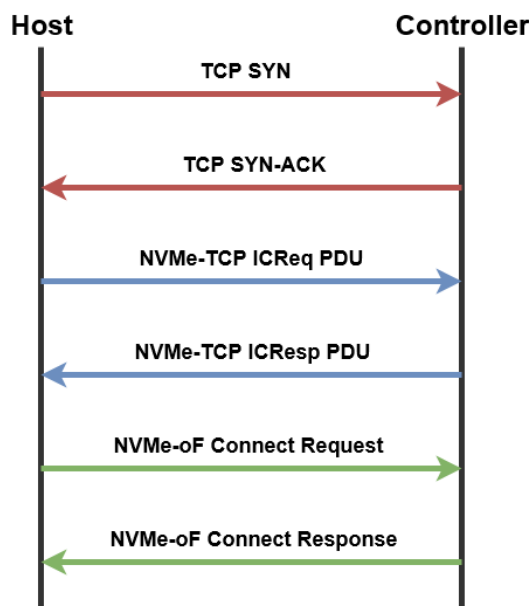 Host
Controller
TCP SYN
TCP SYN-ACK
NVMe-TCP ICReq PDU
NVMe-TCP ICResp PDU
NVMe-oF Connect Request
NVMe-oF Connect Response